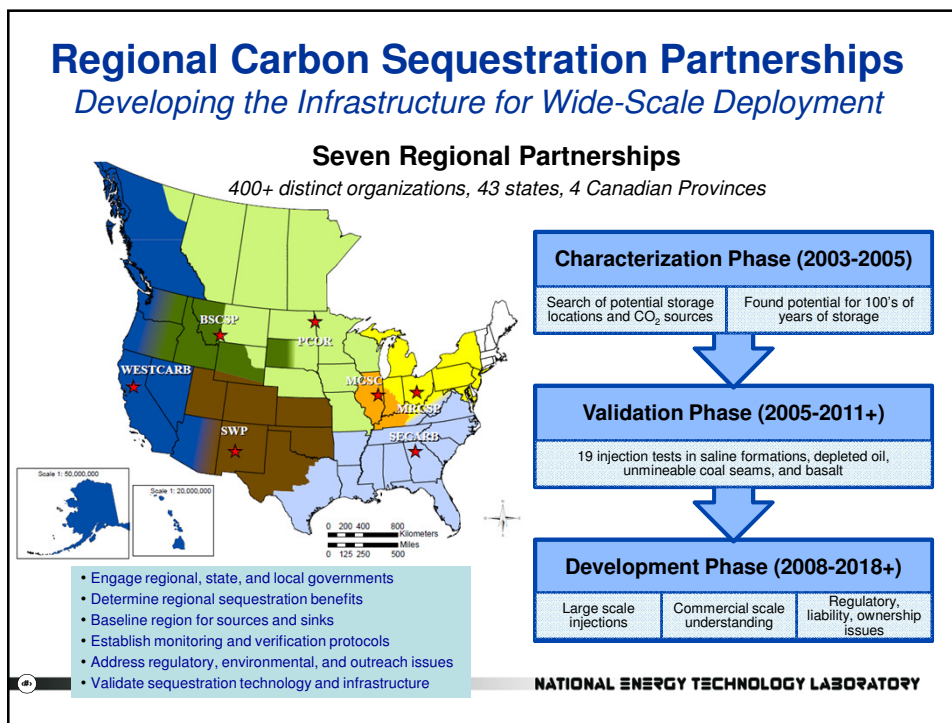 Regional Carbon Sequestration Partnerships
Developing the Infrastructure for Wide-Scale Deployment
Seven Regional Partnerships
400+ distinct organizations, 43 states, 4 Canadian Provinces
BSCSP
PCOR
WESTCARB
MGSC
MRCSP
SWP
SECARB
Scale 1: 50,000,000
Scale 1: 20,000,000
0 200 400 800
Kilometers
Miles
0 125 250 500
• Engage regional, state, and local governments
• Determine regional sequestration benefits
• Baseline region for sources and sinks
• Establish monitoring and verification protocols
• Address regulatory, environmental, and outreach issues
• Validate sequestration technology and infrastructure
Characterization Phase (2003-2005)
Search of potential storage
locations and CO₂ sources
Found potential for 100's of
years of storage
Validation Phase (2005-2011+)
19 injection tests in saline formations, depleted oil,
unmineable coal seams, and basalt
Development Phase (2008-2018+)
Large scale
injections
Commercial scale
understanding
Regulatory,
liability, ownership
issues
NATIONAL ENERGY TECHNOLOGY LABORATORY